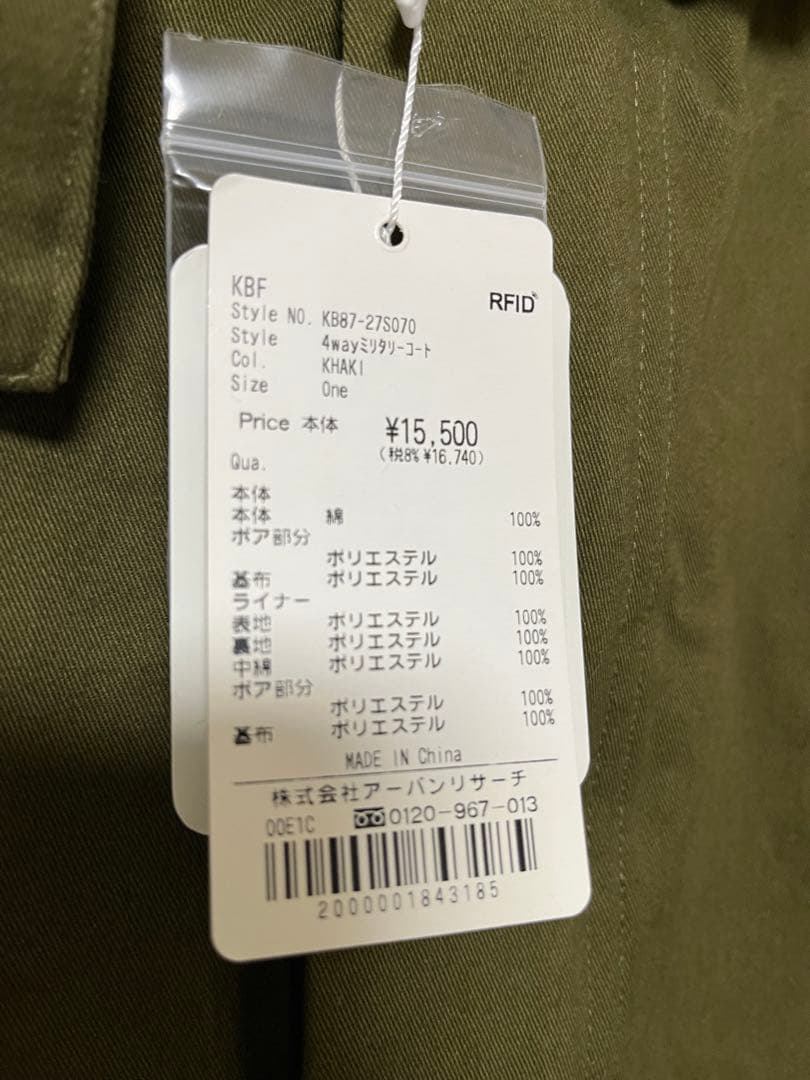 KBF
RFID
Style NO. KB87-27S070
Style 4wayミリタリーコート
Col. KHAKI
Size One
Price 本体 ¥15,500
(税8% ¥16.740)
Qua.
本体
本体 綿 100%
ボア部分
ポリエステル 100%
基布 ポリエステル 100%
ライナー
表地 ポリエステル 100%
裏地 ポリエステル 100%
中綿 ポリエステル 100%
ボア部分
ポリエステル 100%
基布 ポリエステル 100%
MADE IN China
株式会社アーバンリサーチ
00E1C 0120-967-013
2000001843185